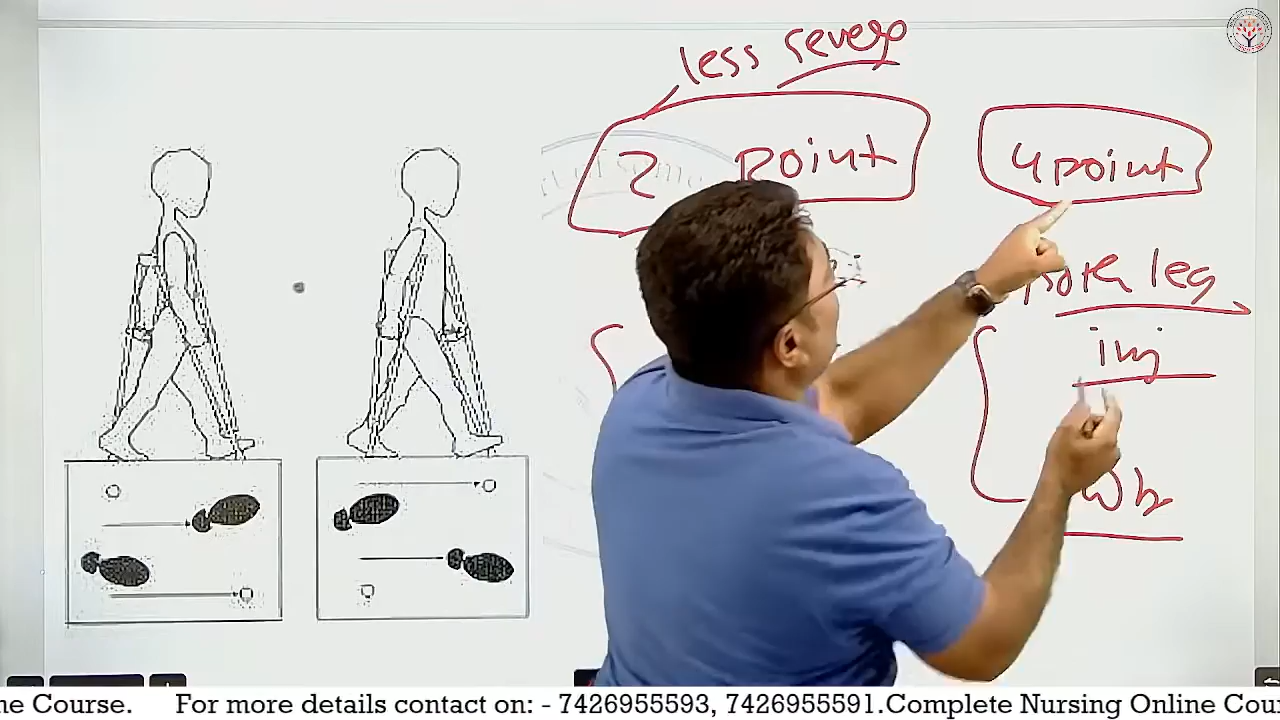 less severe
2 point
4 point
both leg
inj
wb
ne Course. For more details contact on: - 7426955593, 7426955591.Complete Nursing Online Cou